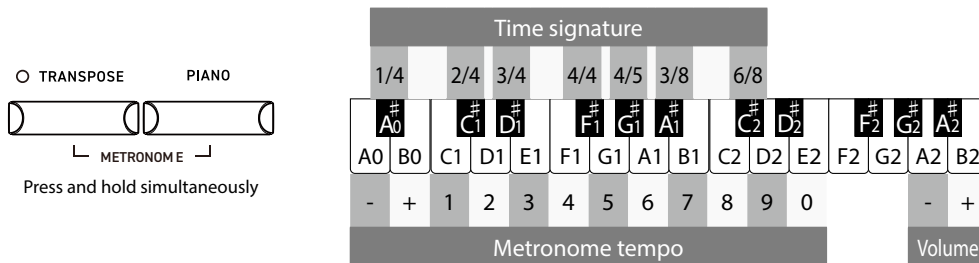 Time signature
1/4 2/4 3/4 4/4 4/5 3/8 6/8
TRANSPOSE PIANO
A♯0 C♯1 D♯1 F♯1 G♯1 A♯1 C♯2 D♯2 F♯2 G♯2 A♯2
METRONOM E
A0 B0 C1 D1 E1 F1 G1 A1 B1 C2 D2 E2 F2 G2 A2 B2
Press and hold simultaneously
- + 1 2 3 4 5 6 7 8 9 0 - +
Metronome tempo Volume